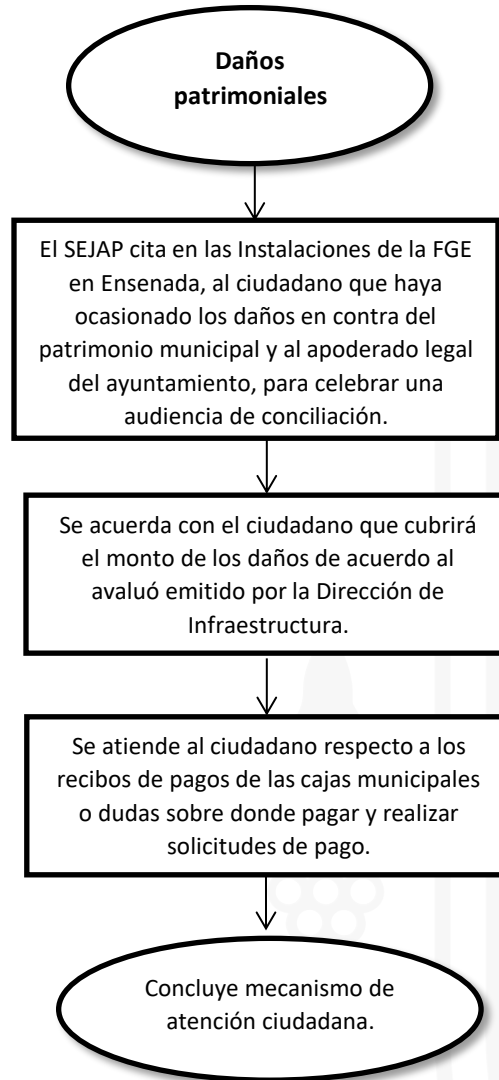 Daños
patrimoniales
El SEJAP cita en las Instalaciones de la FGE
en Ensenada, al ciudadano que haya
ocasionado los daños en contra del
patrimonio municipal y al apoderado legal
del ayuntamiento, para celebrar una
audiencia de conciliación.
Se acuerda con el ciudadano que cubrirá
el monto de los daños de acuerdo al
avaluó emitido por la Dirección de
Infraestructura.
Se atiende al ciudadano respecto a los
recibos de pagos de las cajas municipales
o dudas sobre donde pagar y realizar
solicitudes de pago.
Concluye mecanismo de
atención ciudadana.